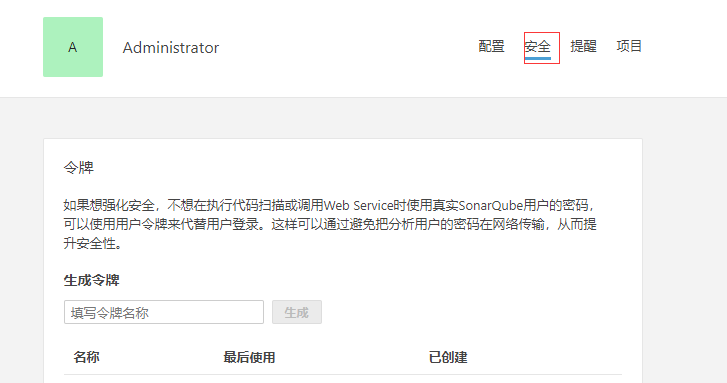 A Administrator 配置 安全 提醒 项目
令牌
如果想强化安全，不想在执行代码扫描或调用Web Service时使用真实SonarQube用户的密码，
可以使用用户令牌来代替用户登录。这样可以通过避免把分析用户的密码在网络传输，从而提
升安全性。
生成令牌
填写令牌名称 生成
名称 最后使用 已创建